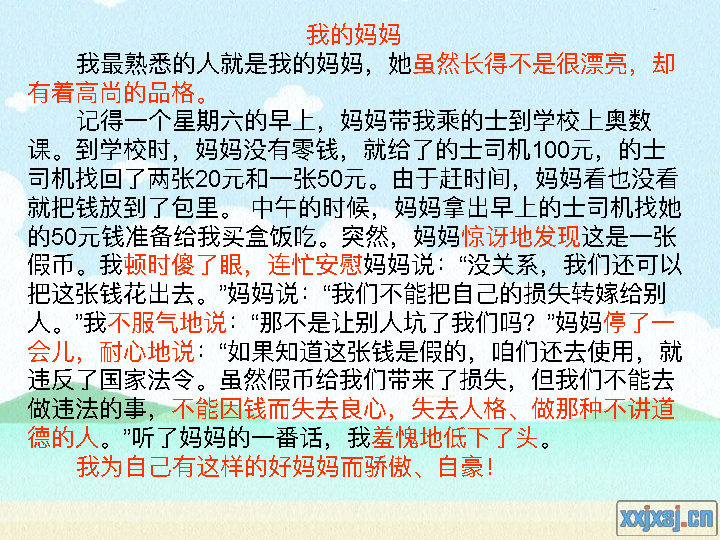 我的妈妈
我最熟悉的人就是我的妈妈，她虽然长得不是很漂亮，却
有着高尚的品格。
记得一个星期六的早上，妈妈带我乘的士到学校上奥数
课。到学校时，妈妈没有零钱，就给了的士司机100元，的士
司机找回了两张20元和一张50元。由于赶时间，妈妈看也没看
就把钱放到了包里。 中午的时候，妈妈拿出早上的士司机找她
的50元钱准备给我买盒饭吃。突然，妈妈惊讶地发现这是一张
假币。我顿时傻了眼，连忙安慰妈妈说：“没关系，我们还可以
把这张钱花出去。”妈妈说：“我们不能把自己的损失转嫁给别
人。”我不服气地说：“那不是让别人坑了我们吗？”妈妈停了一
会儿，耐心地说：“如果知道这张钱是假的，咱们还去使用，就
违反了国家法令。虽然假币给我们带来了损失，但我们不能去
做违法的事，不能因钱而失去良心，失去人格、做那种不讲道
德的人。”听了妈妈的一番话，我羞愧地低下了头。
我为自己有这样的好妈妈而骄傲、自豪！
xxjxsj.cn